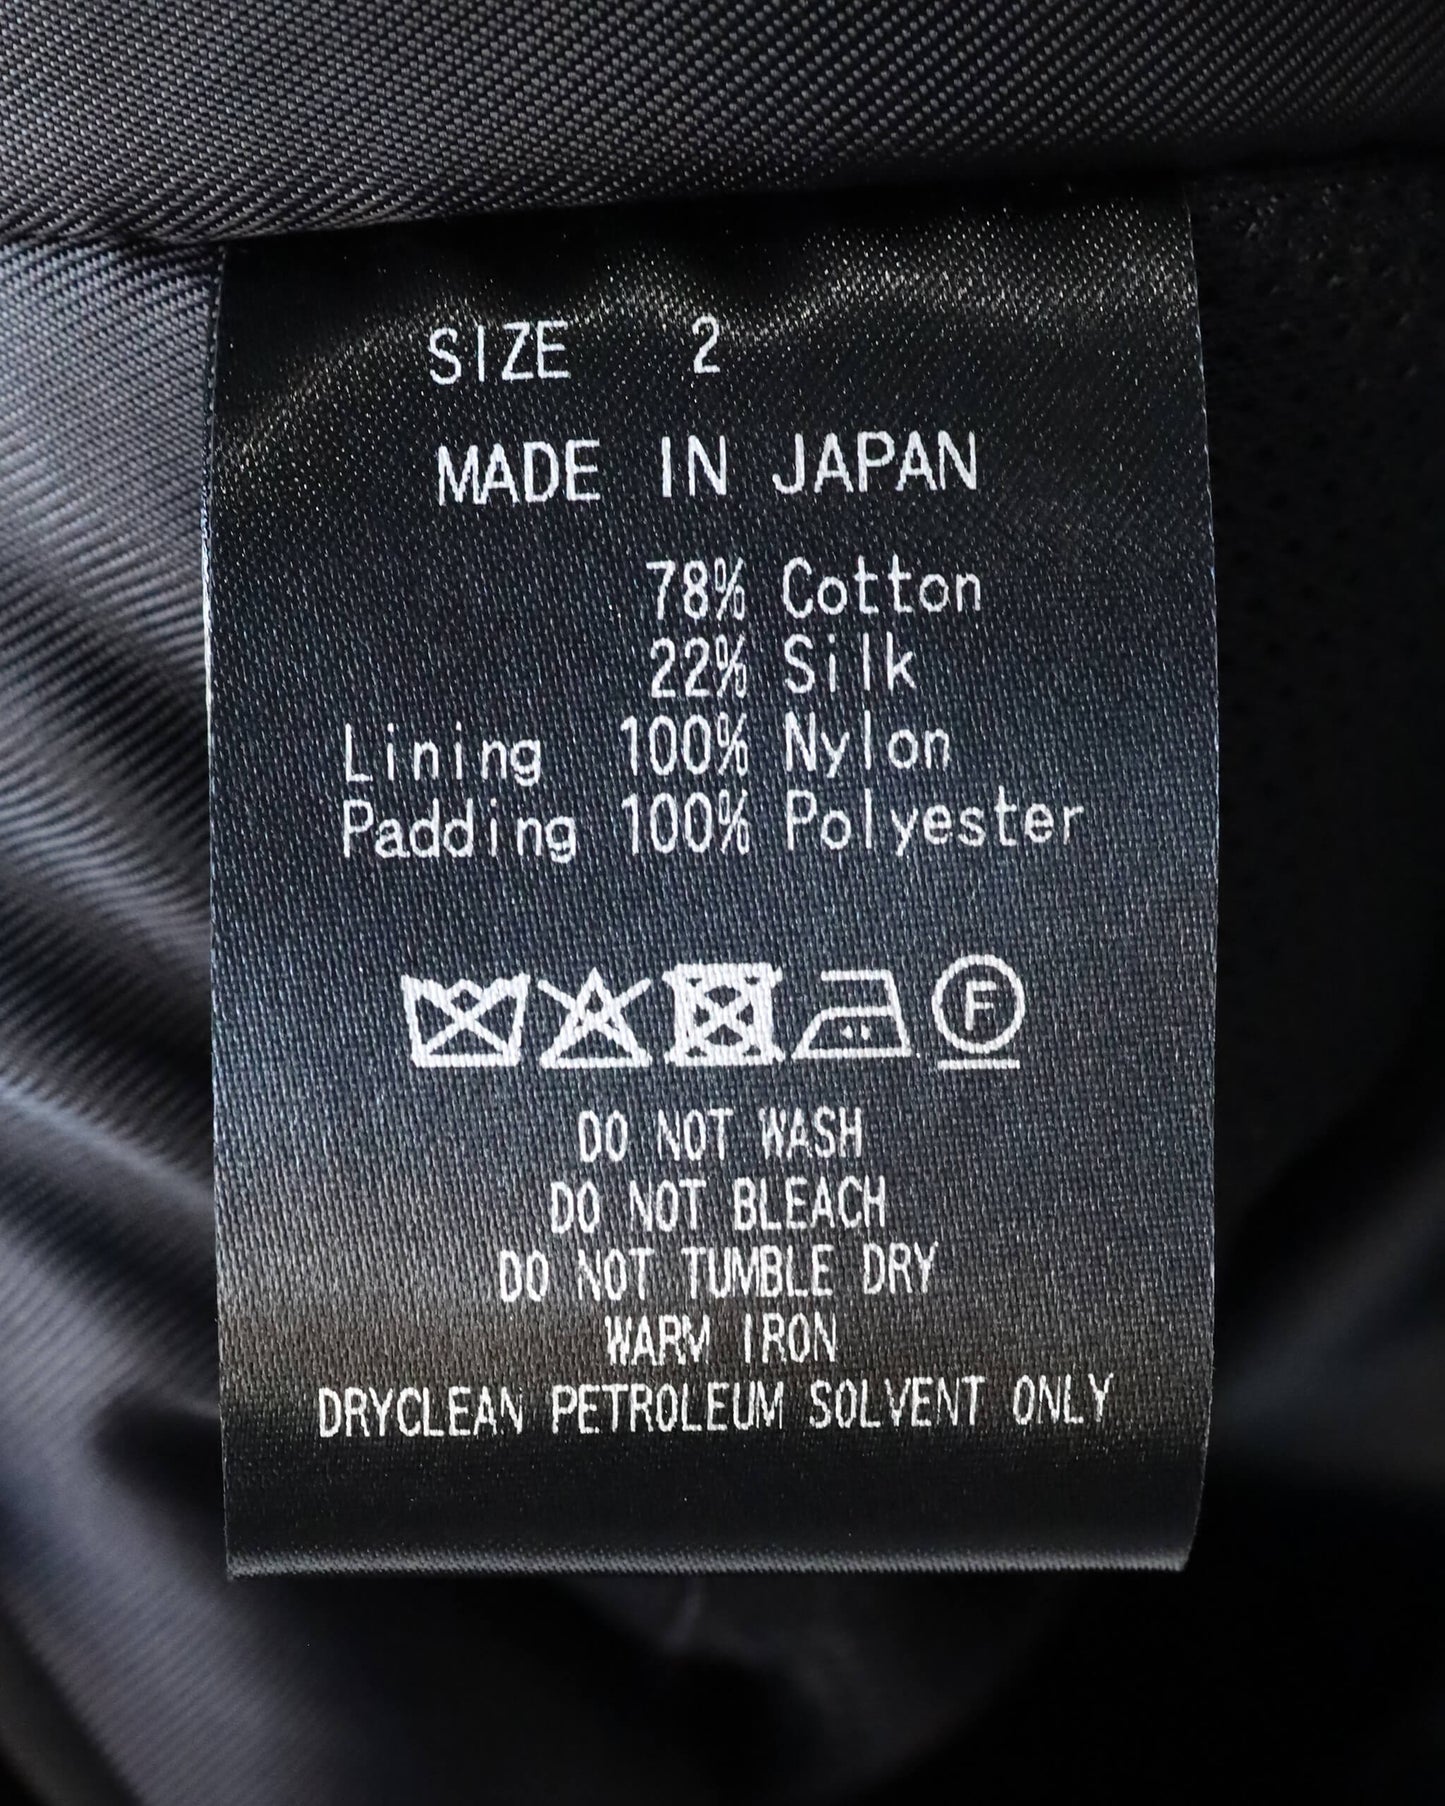 SIZE 2
MADE IN JAPAN
78% Cotton
22% Silk
Lining 100% Nylon
Padding 100% Polyester
F
DO NOT WASH
DO NOT BLEACH
DO NOT TUMBLE DRY
WARM IRON
DRYCLEAN PETROLEUM SOLVENT ONLY